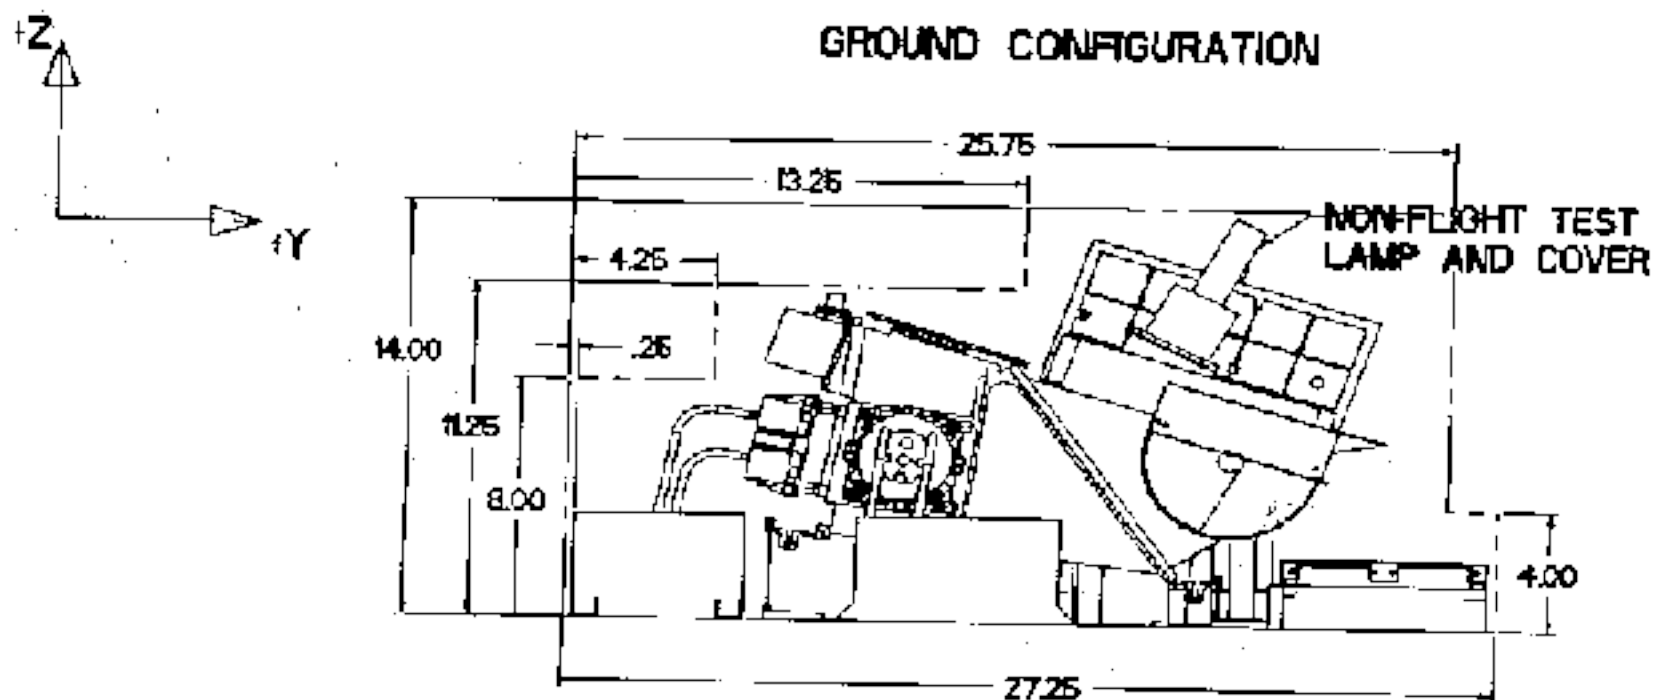 +Z
GROUND CONFIGURATION
25.75
13.25
+Y
NON-FLIGHT TEST
LAMP AND COVER
4.25
14.00
.25
11.25
8.00
4.00
27.25